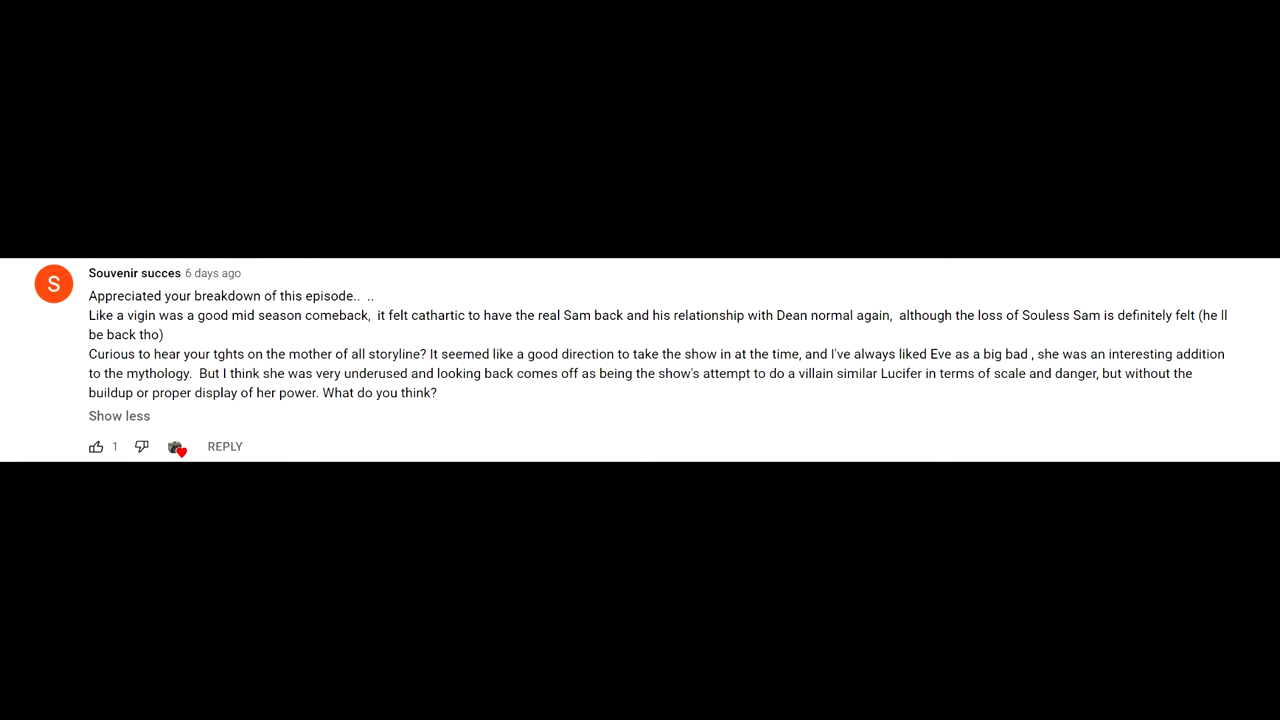 S
Souvenir succes 6 days ago
Appreciated your breakdown of this episode..  ..
Like a vigin was a good mid season comeback,  it felt cathartic to have the real Sam back and his relationship with Dean normal again,  although the loss of Souless Sam is definitely felt (he ll
be back tho)
Curious to hear your tghts on the mother of all storyline? It seemed like a good direction to take the show in at the time, and I've always liked Eve as a big bad , she was an interesting addition
to the mythology.  But I think she was very underused and looking back comes off as being the show's attempt to do a villain similar Lucifer in terms of scale and danger, but without the
buildup or proper display of her power. What do you think?
Show less
1 REPLY